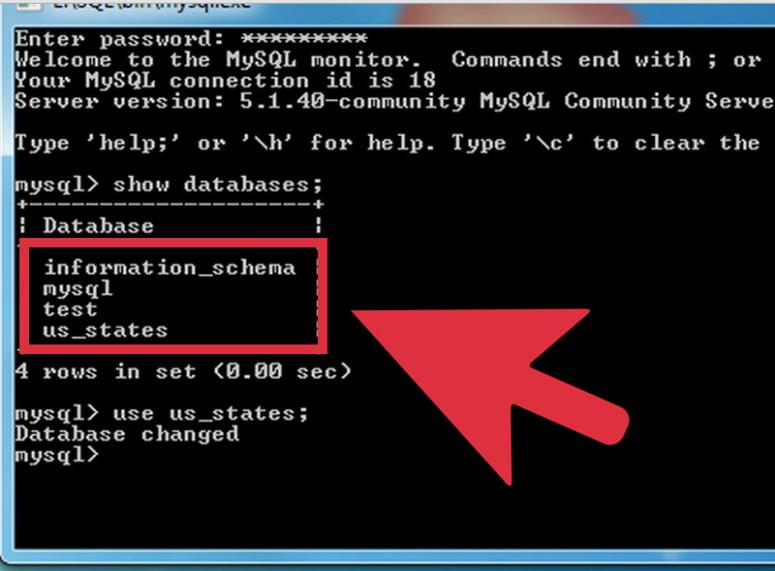 Enter password: *********
Welcome to the MySQL monitor.  Commands end with ; or
Your MySQL connection id is 18
Server version: 5.1.40-community MySQL Community Serve
Type 'help;' or '\h' for help. Type '\c' to clear the
mysql> show databases;
+--------------------+
| Database           |
information_schema
mysql
test
us_states
4 rows in set (0.00 sec)
mysql> use us_states;
Database changed
mysql>